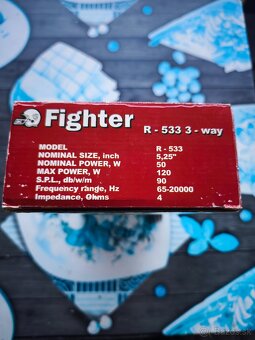 Fighter
R - 533 3 - way
MODEL R - 533
NOMINAL SIZE, inch 5,25"
NOMINAL POWER, W 50
MAX POWER, W 120
S.P.L., db/w/m 90
Frequency range, Hz 65-20000
Impedance, Ohms 4